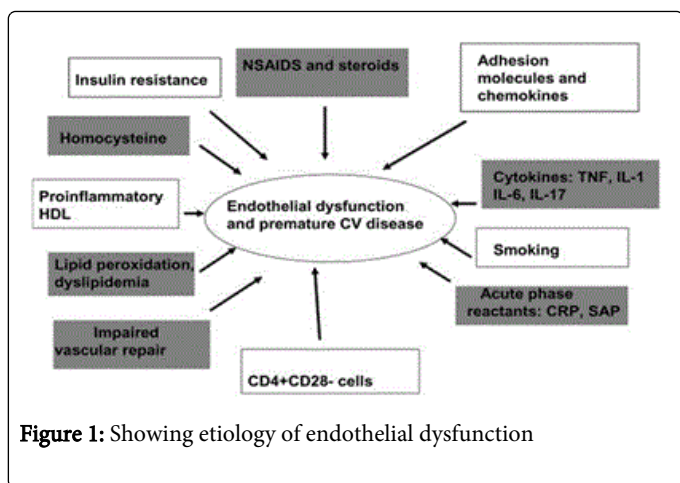 Insulin resistance
NSAIDS and steroids
Adhesion
molecules and
chemokines
Homocysteine
Cytokines: TNF, IL-1
IL-6, IL-17
Proinflammatory
HDL
Endothelial dysfunction
and premature CV disease
Smoking
Lipid peroxidation,
dyslipidemia
Acute phase
reactants: CRP, SAP
Impaired
vascular repair
CD4+CD28- cells
Figure 1: Showing etiology of endothelial dysfunction